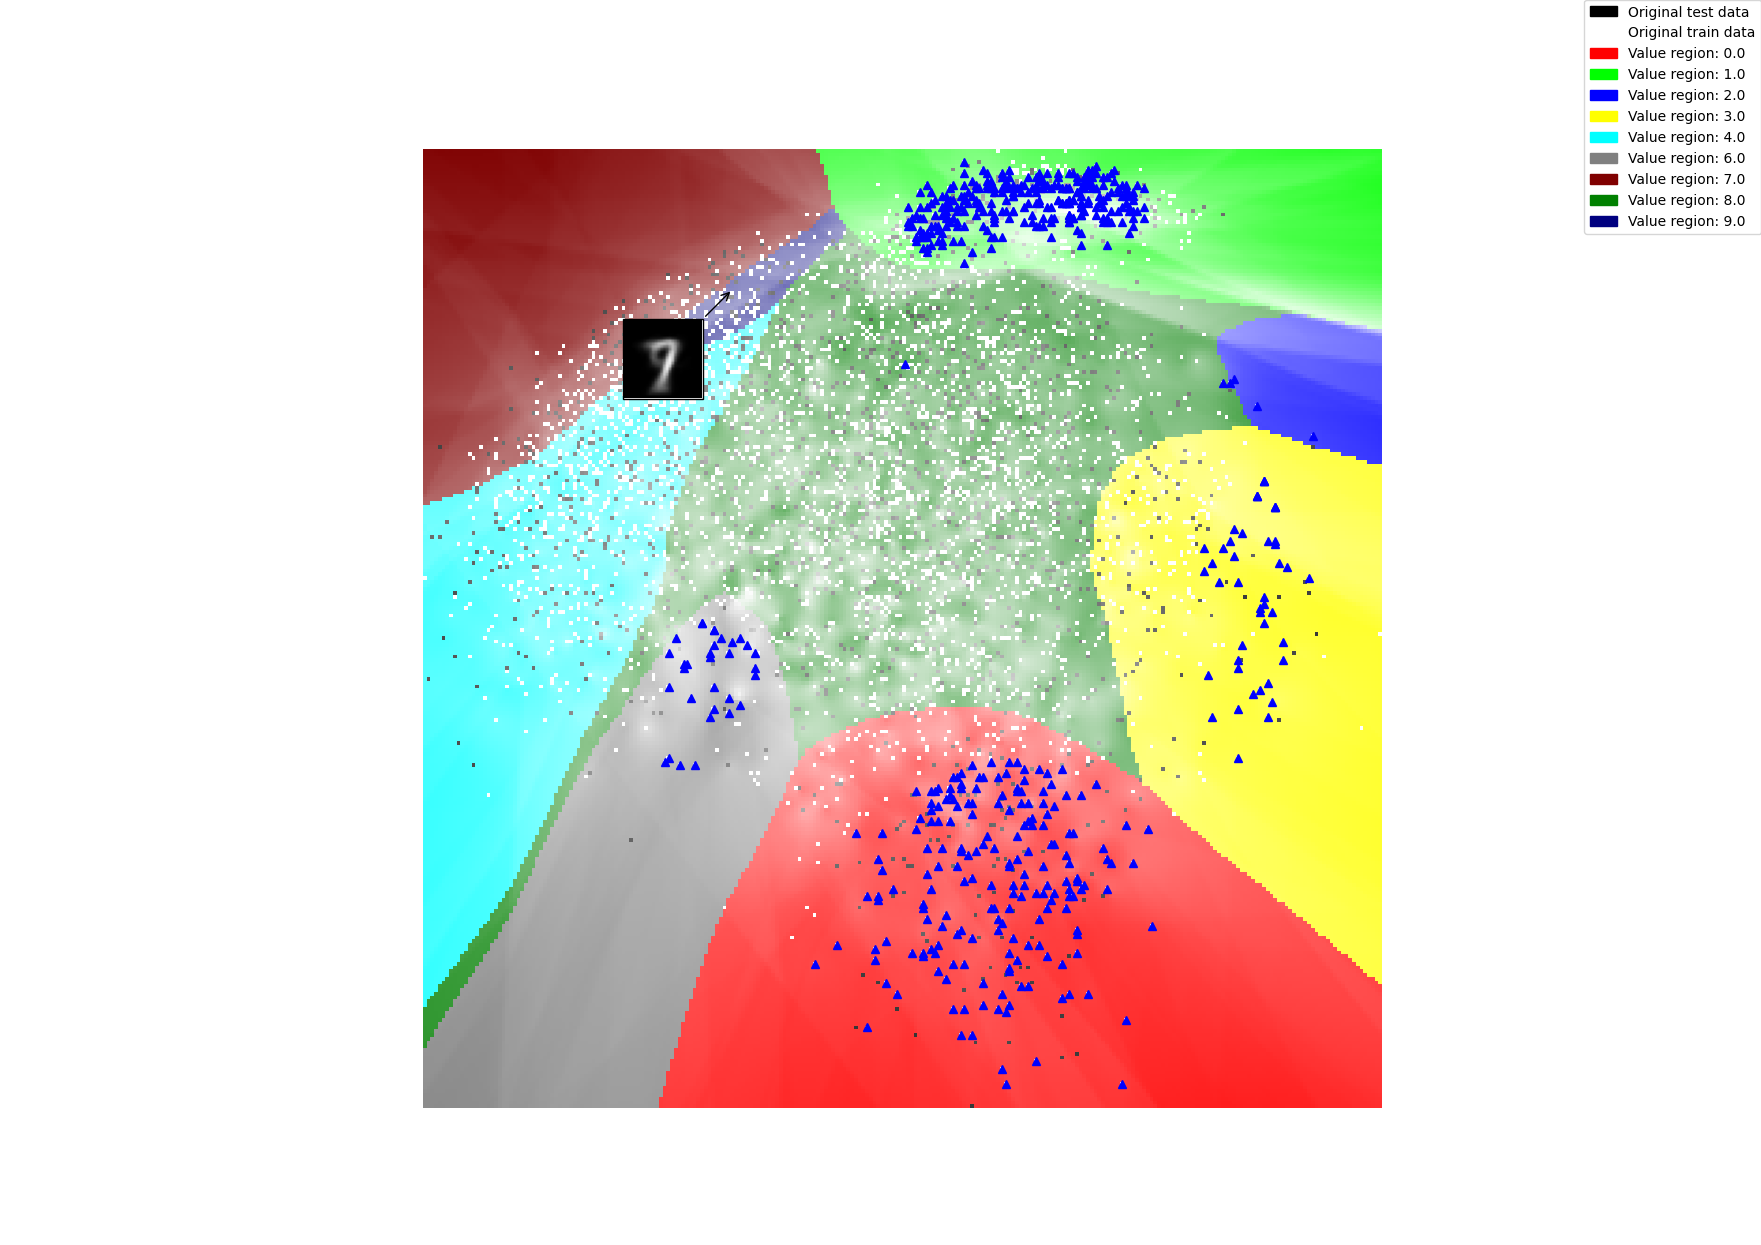 Original test data
Original train data
Value region: 0.0
Value region: 1.0
Value region: 2.0
Value region: 3.0
Value region: 4.0
Value region: 6.0
Value region: 7.0
Value region: 8.0
Value region: 9.0
9